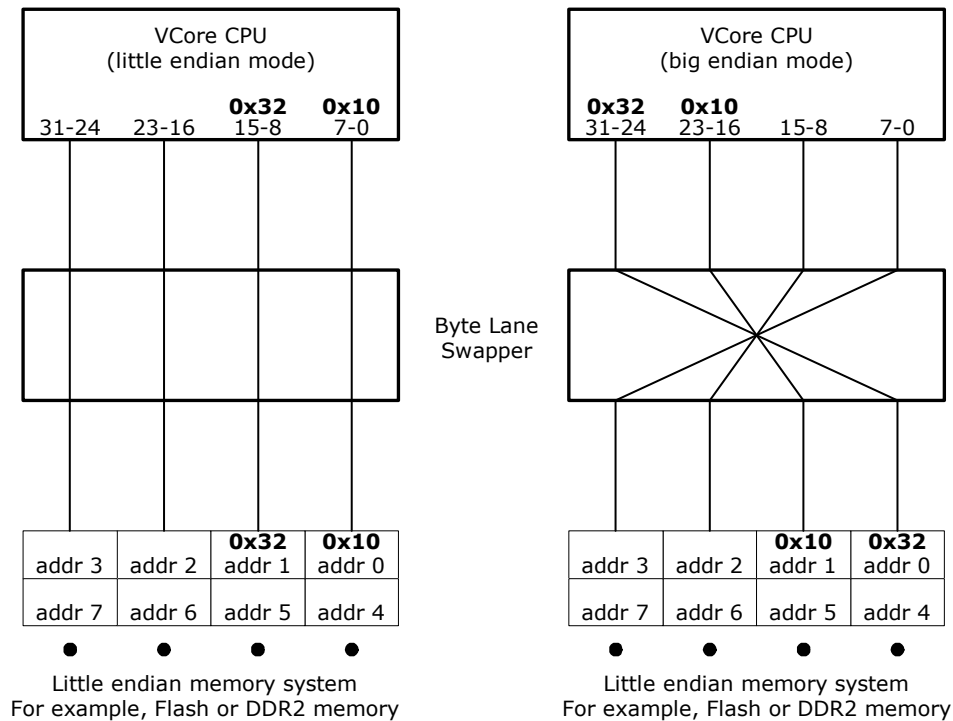 VCore CPU
(little endian mode)
0x32 0x10
31-24 23-16 15-8 7-0
VCore CPU
(big endian mode)
0x32 0x10
31-24 23-16 15-8 7-0
Byte Lane
Swapper
0x32 0x10
addr 3 addr 2 addr 1 addr 0
addr 7 addr 6 addr 5 addr 4
Little endian memory system
For example, Flash or DDR2 memory
0x10 0x32
addr 3 addr 2 addr 1 addr 0
addr 7 addr 6 addr 5 addr 4
Little endian memory system
For example, Flash or DDR2 memory